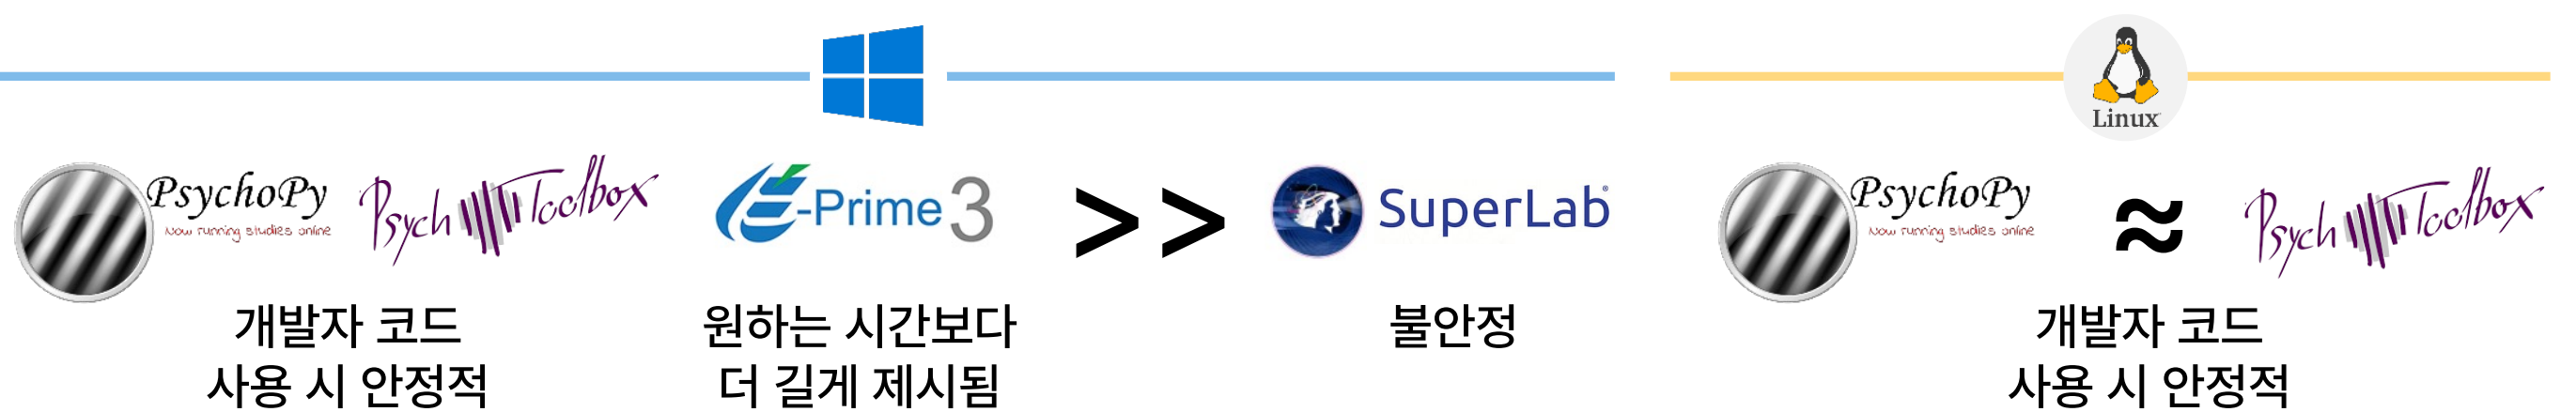 Linux
PsychoPy
Now running studies online
Psych Toolbox
E-Prime 3
>>
SuperLab
개발자 코드
사용 시 안정적
원하는 시간보다
더 길게 제시됨
불안정
PsychoPy
Now running studies online
≈
Psych Toolbox
개발자 코드
사용 시 안정적